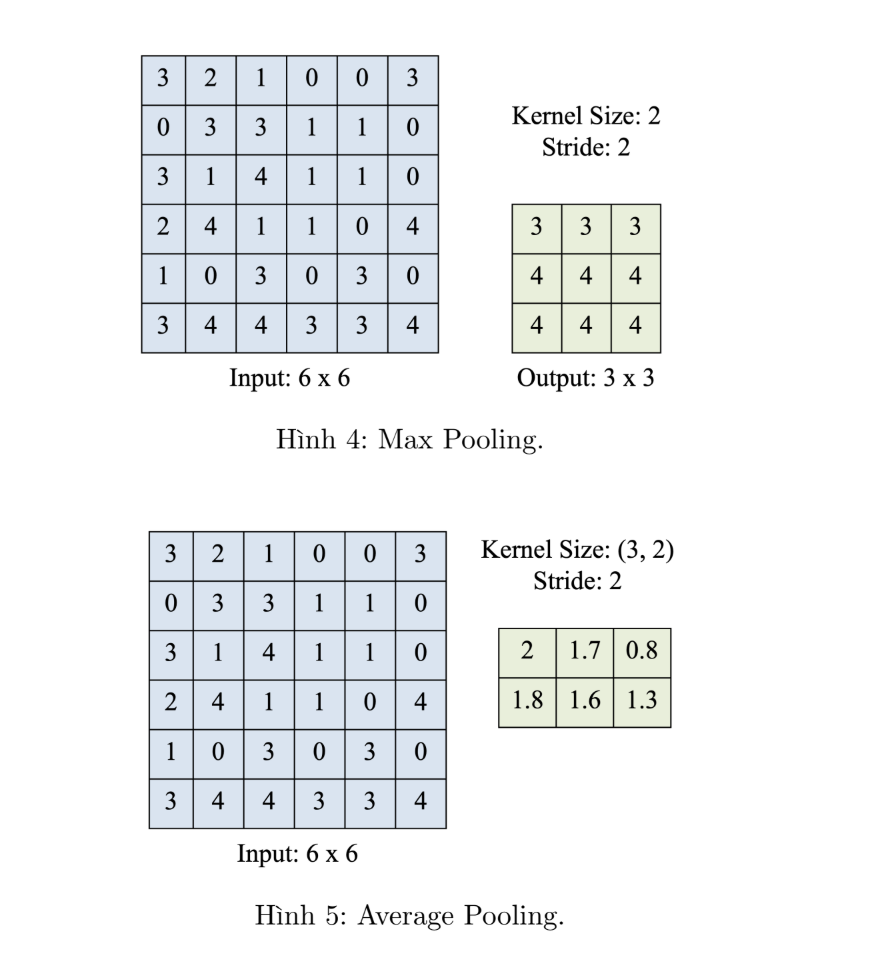 3 2 1 0 0 3
0 3 3 1 1 0
3 1 4 1 1 0
2 4 1 1 0 4
1 0 3 0 3 0
3 4 4 3 3 4
Input: 6 x 6
Kernel Size: 2
Stride: 2
3 3 3
4 4 4
4 4 4
Output: 3 x 3
Hình 4: Max Pooling.
3 2 1 0 0 3
0 3 3 1 1 0
3 1 4 1 1 0
2 4 1 1 0 4
1 0 3 0 3 0
3 4 4 3 3 4
Input: 6 x 6
Kernel Size: (3, 2)
Stride: 2
2 1.7 0.8
1.8 1.6 1.3
Hình 5: Average Pooling.